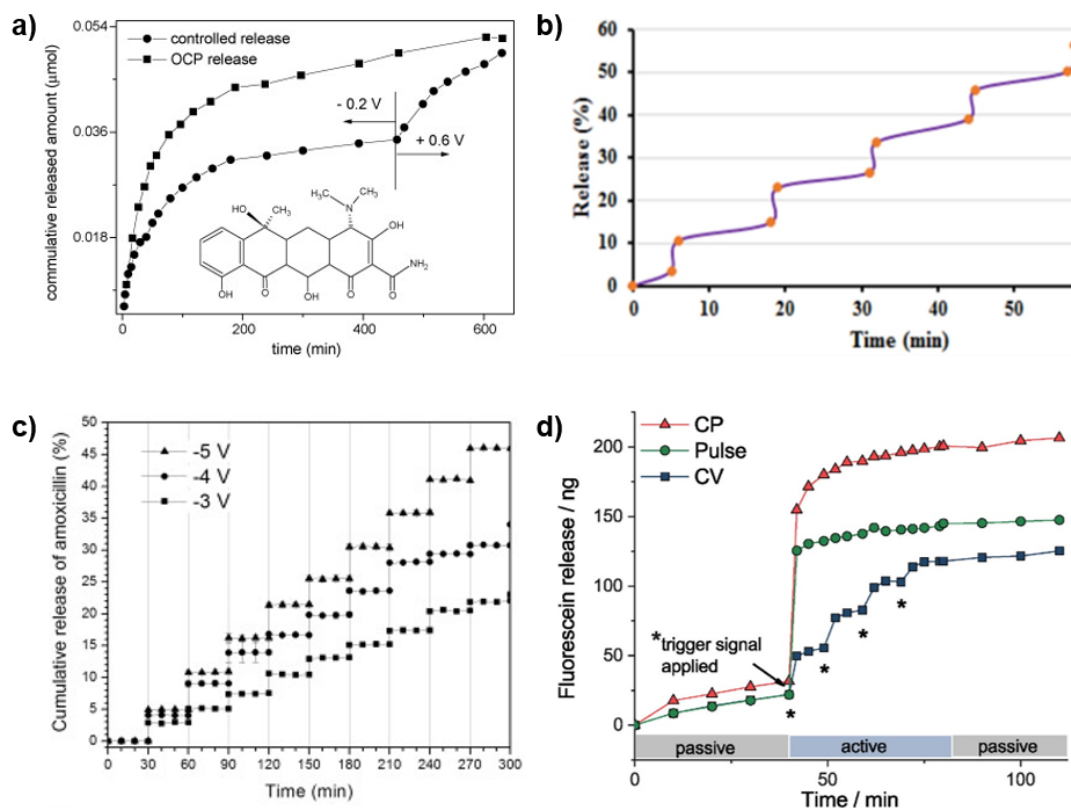 a)
0.054
0.036
0.018
commulative released amount (μmol)
controlled release
OCP release
- 0.2 V
+ 0.6 V
HO
CH₃
H₃C
N
CH₃
OH
NH₂
OH
O
OH
O
O
0
200
400
600
time (min)
b)
60
50
40
30
20
10
0
Release (%)
0
10
20
30
40
50
Time (min)
c)
50
45
40
35
30
25
20
15
10
5
0
Cumulative release of amoxicillin (%)
-5 V
-4 V
-3 V
0
30
60
90
120
150
180
210
240
270
300
Time (min)
d)
CP
Pulse
CV
200
150
100
50
0
Fluorescein release / ng
*trigger signal
applied
*
*
*
*
passive
active
passive
0
50
100
Time / min